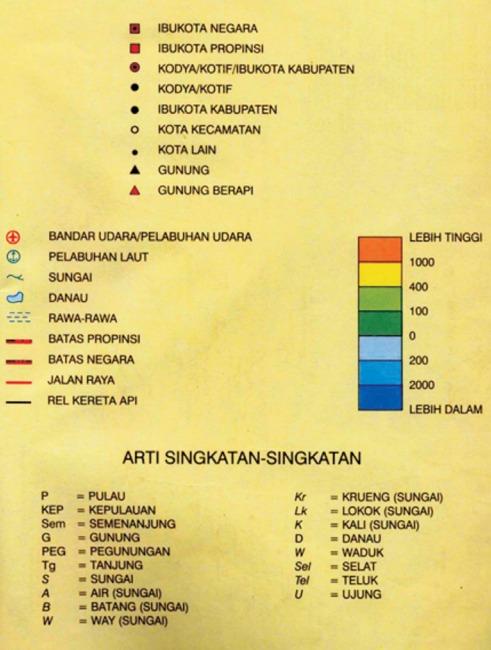 IBUKOTA NEGARA
IBUKOTA PROPINSI
KODYA/KOTIF/IBUKOTA KABUPATEN
KODYA/KOTIF
IBUKOTA KABUPATEN
KOTA KECAMATAN
KOTA LAIN
GUNUNG
GUNUNG BERAPI
BANDAR UDARA/PELABUHAN UDARA
PELABUHAN LAUT
SUNGAI
DANAU
RAWA-RAWA
BATAS PROPINSI
BATAS NEGARA
JALAN RAYA
REL KERETA API
LEBIH TINGGI
1000
400
100
0
200
2000
LEBIH DALAM
ARTI SINGKATAN-SINGKATAN
P = PULAU
KEP = KEPULAUAN
Sem = SEMENANJUNG
G = GUNUNG
PEG = PEGUNUNGAN
Tg = TANJUNG
S = SUNGAI
A = AIR (SUNGAI)
B = BATANG (SUNGAI)
W = WAY (SUNGAI)
Kr = KRUENG (SUNGAI)
Lk = LOKOK (SUNGAI)
K = KALI (SUNGAI)
D = DANAU
W = WADUK
Sel = SELAT
Tel = TELUK
U = UJUNG